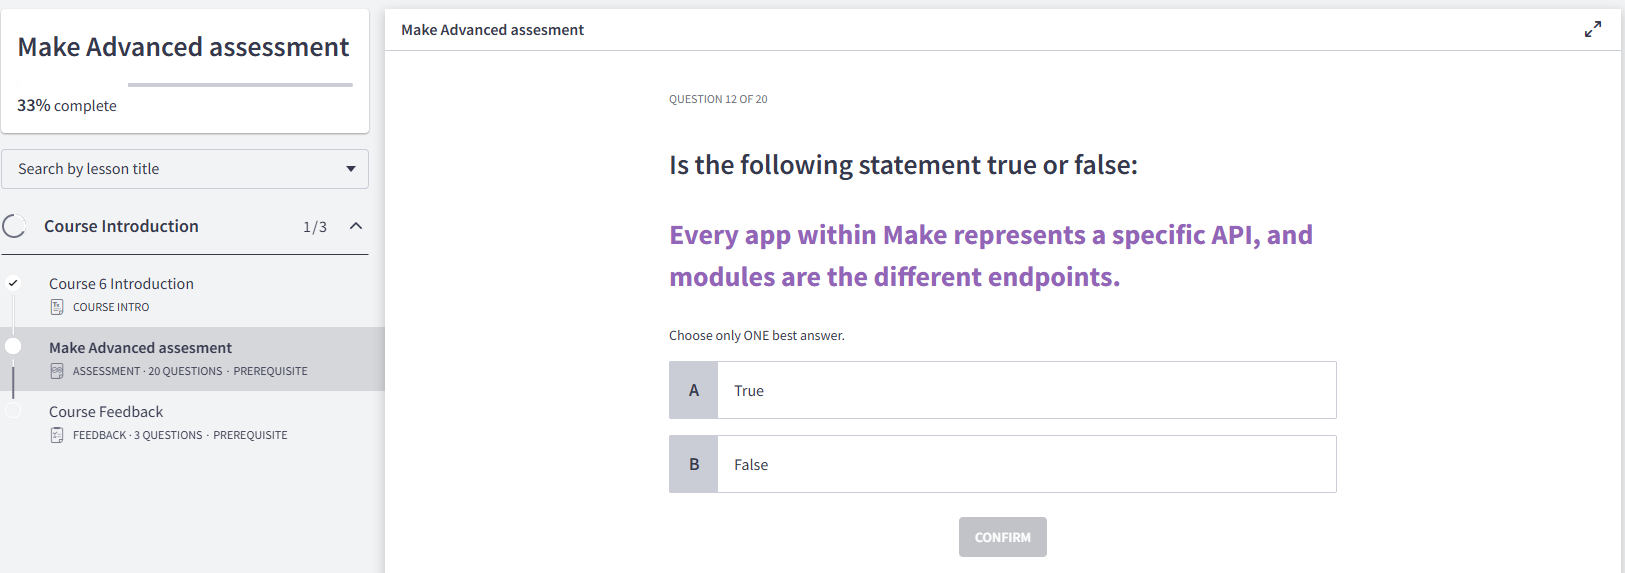 Make Advanced assessment
33% complete
Search by lesson title
Course Introduction 1/3
Course 6 Introduction
COURSE INTRO
Make Advanced assesment
ASSESSMENT · 20 QUESTIONS · PREREQUISITE
Course Feedback
FEEDBACK · 3 QUESTIONS · PREREQUISITE
Make Advanced assesment
QUESTION 12 OF 20
Is the following statement true or false:
Every app within Make represents a specific API, and
modules are the different endpoints.
Choose only ONE best answer.
A True
B False
CONFIRM